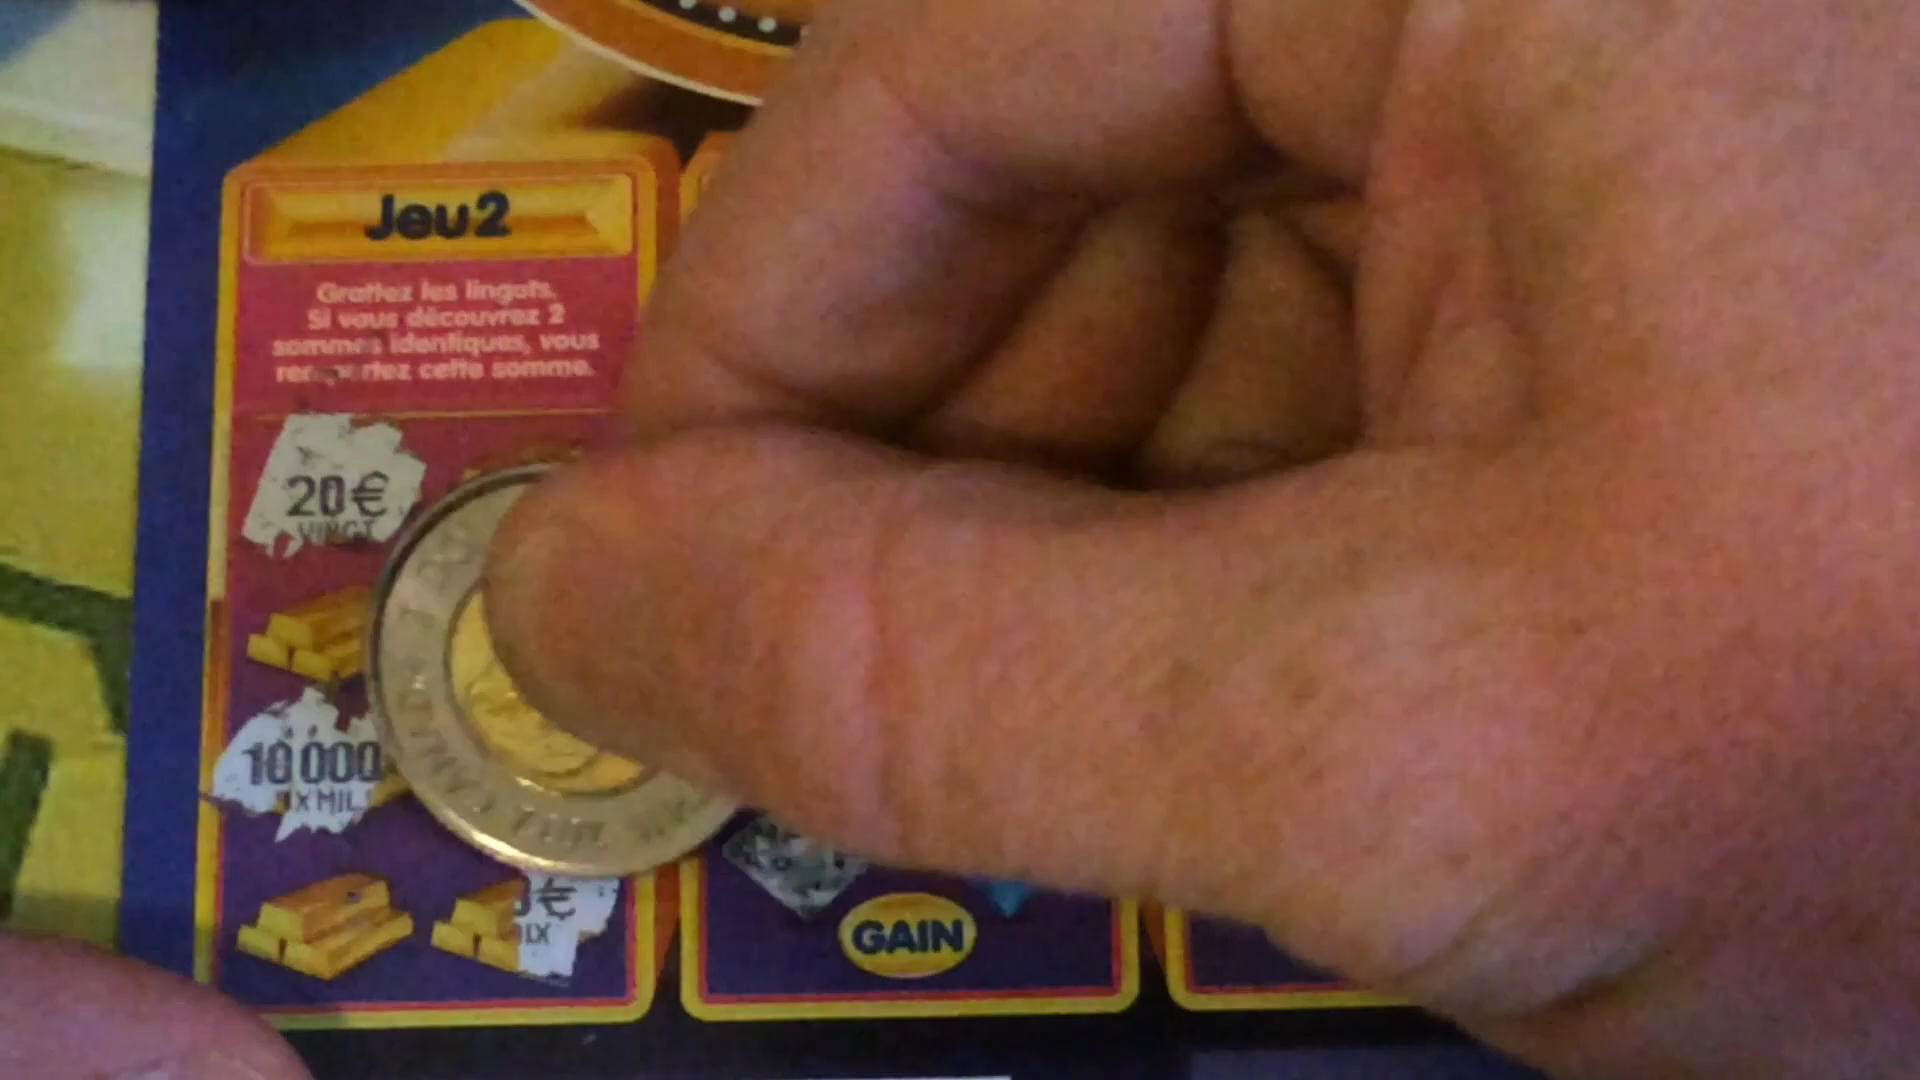 Jeu2
Grattez les lingots.
Si vous découvrez 2
sommes identiques, vous
remportez cette somme.
20€
VINGT
10 000
€
IX
GAIN